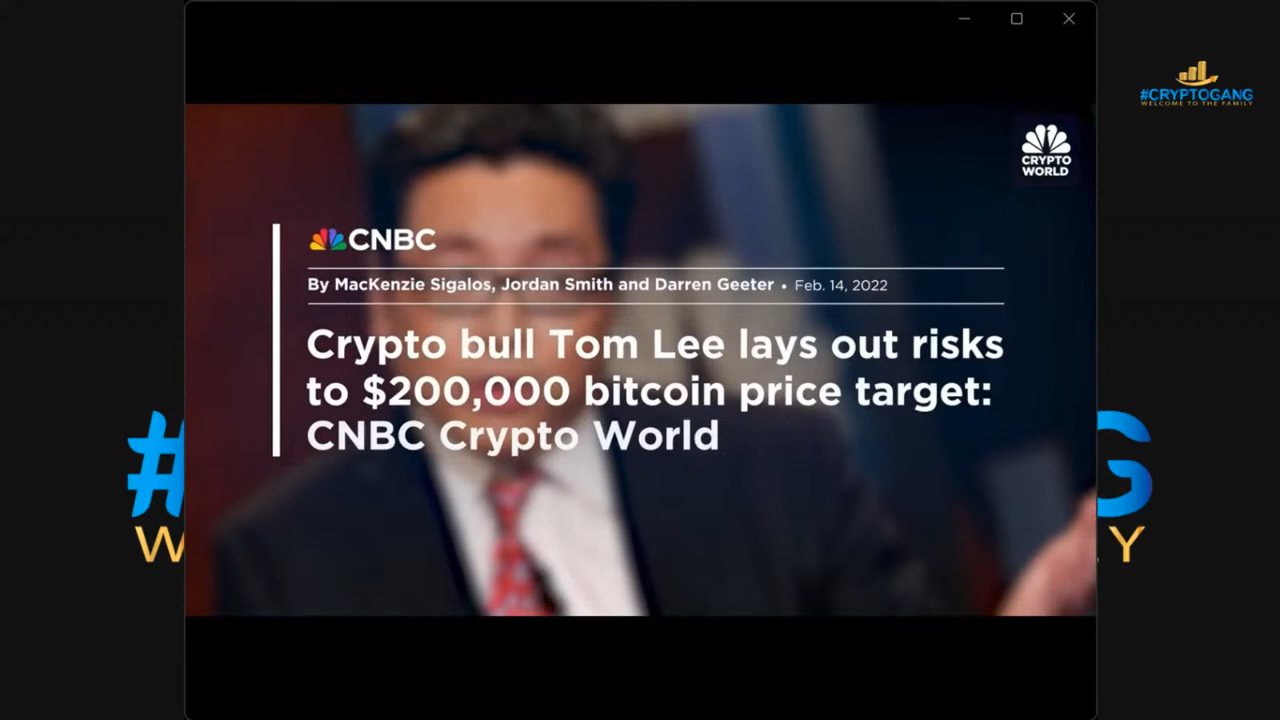 #CRYPTOGANG
WELCOME TO THE FAMILY
CRYPTO
WORLD
CNBC
By MacKenzie Sigalos, Jordan Smith and Darren Geeter • Feb. 14, 2022
Crypto bull Tom Lee lays out risks
to $200,000 bitcoin price target:
CNBC Crypto World
# G
W Y